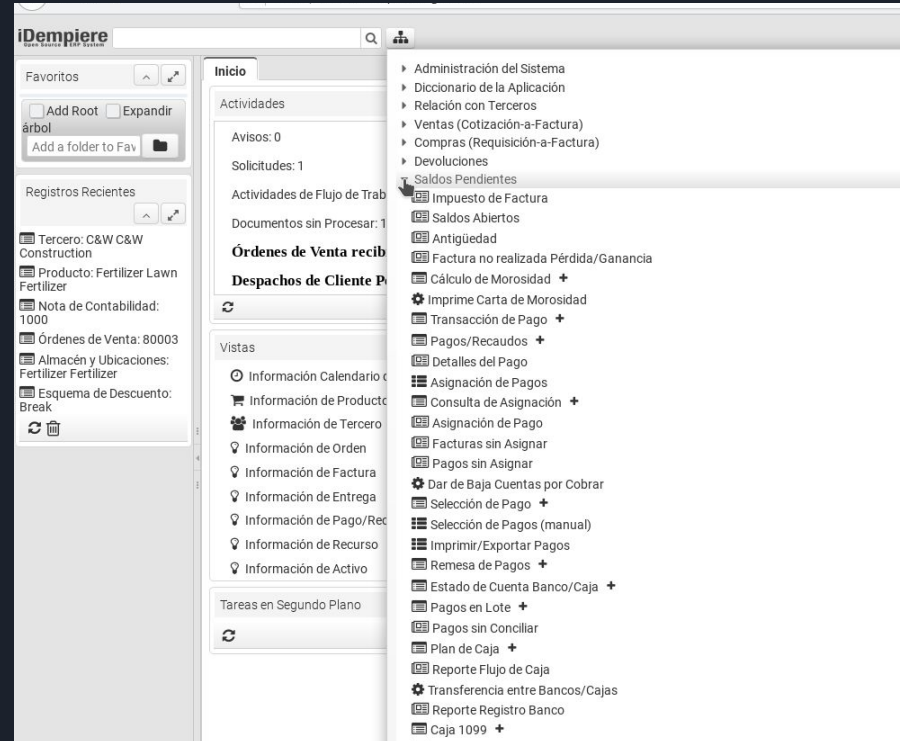 iDempiere
Open Source ERP System
Favoritos
Add Root Expandir
árbol
Add a folder to Fav
Registros Recientes
Tercero: C&W C&W
Construction
Producto: Fertilizer Lawn
Fertilizer
Nota de Contabilidad:
1000
Órdenes de Venta: 80003
Almacén y Ubicaciones:
Fertilizer Fertilizer
Esquema de Descuento:
Break
Inicio
Actividades
Avisos: 0
Solicitudes: 1
Actividades de Flujo de Trab
Documentos sin Procesar: 1
Órdenes de Venta recib
Despachos de Cliente P
Vistas
Información Calendario
Información de Producto
Información de Tercero
Información de Orden
Información de Factura
Información de Entrega
Información de Pago/Rec
Información de Recurso
Información de Activo
Tareas en Segundo Plano
Administración del Sistema
Diccionario de la Aplicación
Relación con Terceros
Ventas (Cotización-a-Factura)
Compras (Requisición-a-Factura)
Devoluciones
Saldos Pendientes
Impuesto de Factura
Saldos Abiertos
Antigüedad
Factura no realizada Pérdida/Ganancia
Cálculo de Morosidad +
Imprime Carta de Morosidad
Transacción de Pago +
Pagos/Recaudos +
Detalles del Pago
Asignación de Pagos
Consulta de Asignación +
Asignación de Pago
Facturas sin Asignar
Pagos sin Asignar
Dar de Baja Cuentas por Cobrar
Selección de Pago +
Selección de Pagos (manual)
Imprimir/Exportar Pagos
Remesa de Pagos +
Estado de Cuenta Banco/Caja +
Pagos en Lote +
Pagos sin Conciliar
Plan de Caja +
Reporte Flujo de Caja
Transferencia entre Bancos/Cajas
Reporte Registro Banco
Caja 1099 +